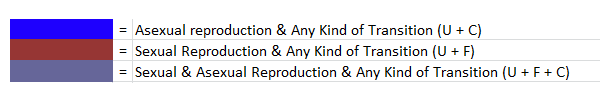 = Asexual reproduction & Any Kind of Transition (U + C)
= Sexual Reproduction & Any Kind of Transition (U + F)
= Sexual & Asexual Reproduction & Any Kind of Transition (U + F + C)